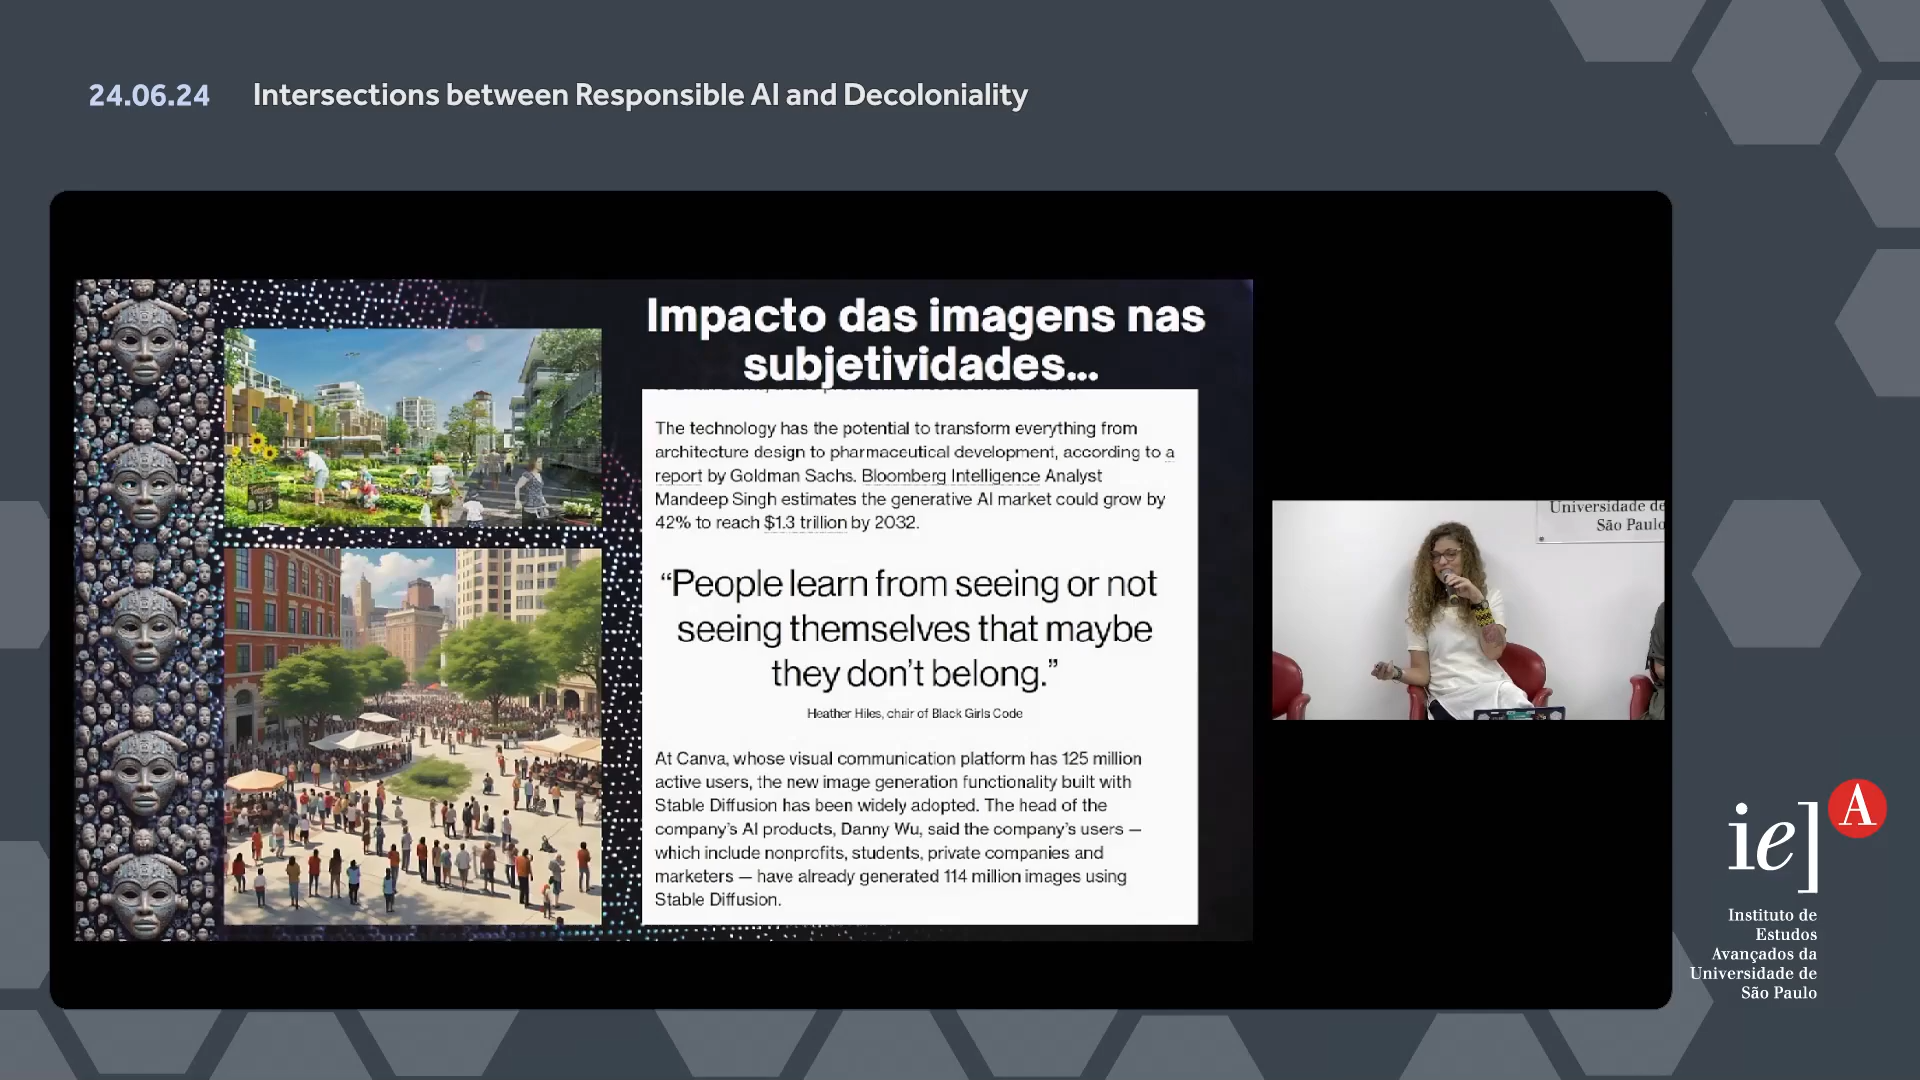 24.06.24 Intersections between Responsible AI and Decoloniality
Impacto das imagens nas
subjetividades...
The technology has the potential to transform everything from
architecture design to pharmaceutical development, according to a
report by Goldman Sachs. Bloomberg Intelligence Analyst
Mandeep Singh estimates the generative AI market could grow by
42% to reach $1.3 trillion by 2032.
“People learn from seeing or not
seeing themselves that maybe
they don’t belong.”
Heather Hiles, chair of Black Girls Code
At Canva, whose visual communication platform has 125 million
active users, the new image generation functionality built with
Stable Diffusion has been widely adopted. The head of the
company’s AI products, Danny Wu, said the company’s users —
which include nonprofits, students, private companies and
marketers — have already generated 114 million images using
Stable Diffusion.
Universidade de
São Paulo
ie] A
Instituto de
Estudos
Avançados da
Universidade de
São Paulo